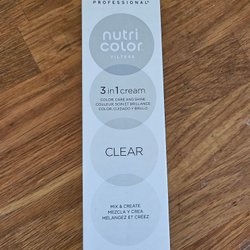 PROFESSIONAL
nutri
color
FILTERS
3 in 1 cream
COLOR, CARE AND SHINE
COULEUR, SOIN ET BRILLANCE
COLOR, CUIDADO Y BRILLO
CLEAR
MIX & CREATE
MEZCLA Y CREA
MÉLANGEZ ET CRÉEZ